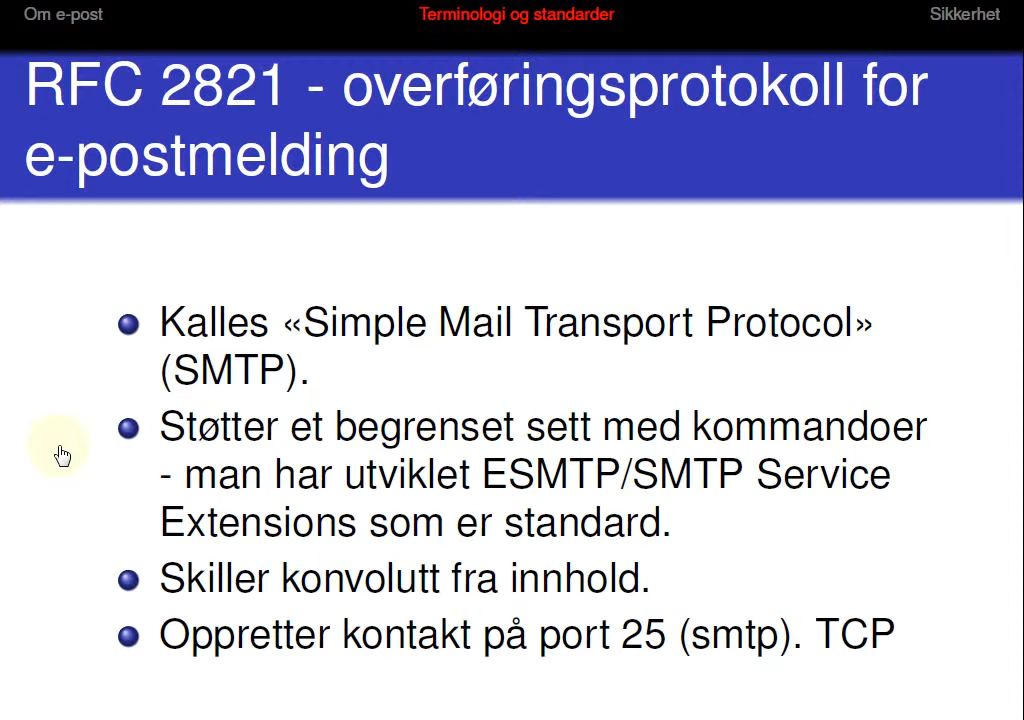 Om e-post Terminologi og standarder Sikkerhet
RFC 2821 - overføringsprotokoll for
e-postmelding
Kalles «Simple Mail Transport Protocol»
(SMTP).
Støtter et begrenset sett med kommandoer
- man har utviklet ESMTP/SMTP Service
Extensions som er standard.
Skiller konvolutt fra innhold.
Oppretter kontakt på port 25 (smtp). TCP